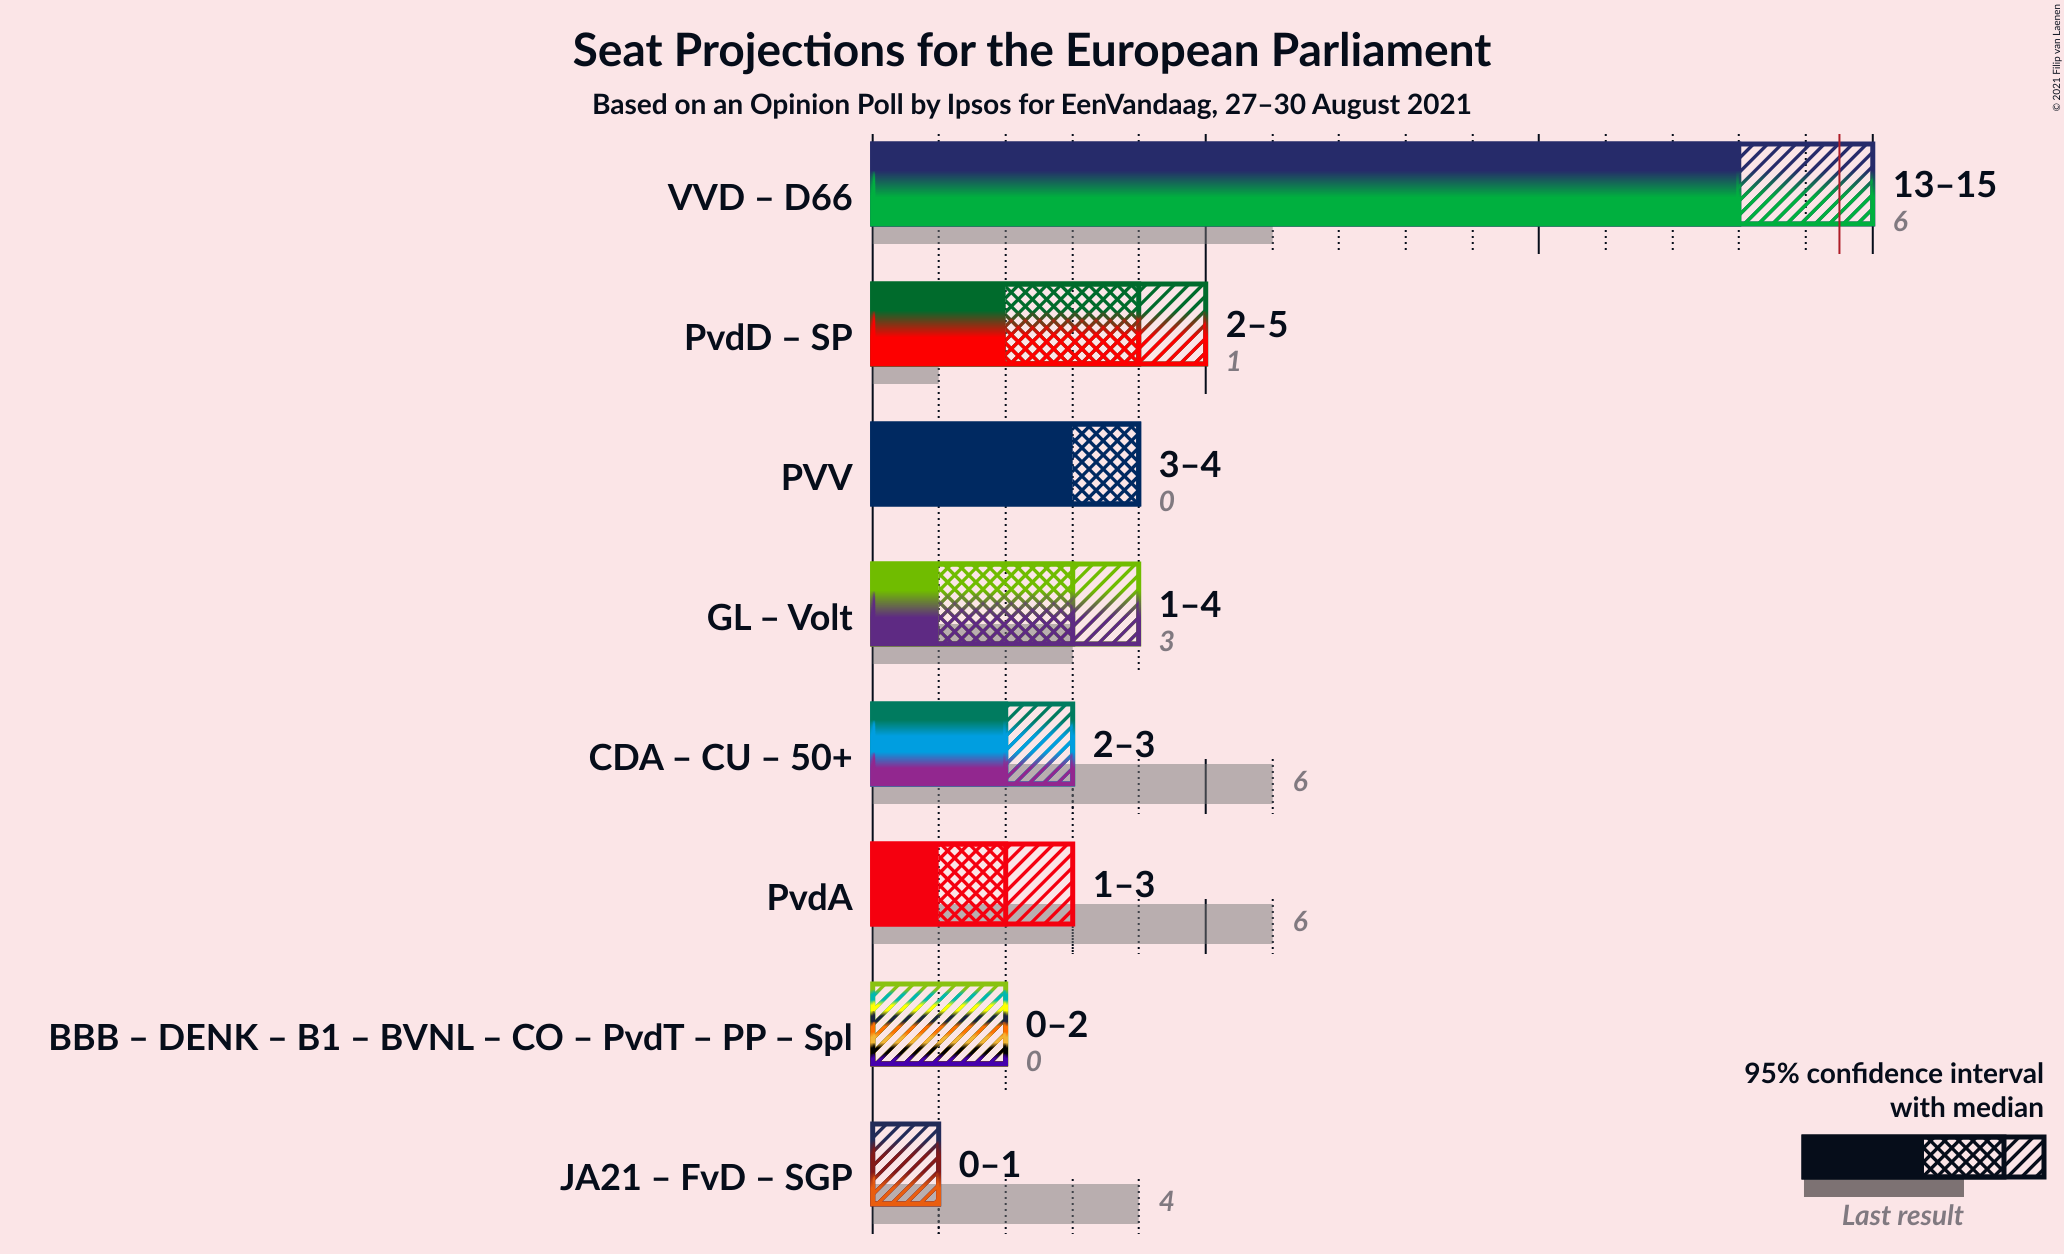 Seat Projections for the European Parliament
Based on an Opinion Poll by Ipsos for EenVandaag, 27–30 August 2021
© 2021 Filip van Laenen
VVD – D66
13–15
6
PvdD – SP
2–5
1
PVV
3–4
0
GL – Volt
1–4
3
CDA – CU – 50+
2–3
6
PvdA
1–3
6
BBB – DENK – B1 – BVNL – CO – PvdT – PP – Spl
0–2
0
JA21 – FvD – SGP
0–1
4
95% confidence interval
with median
Last result